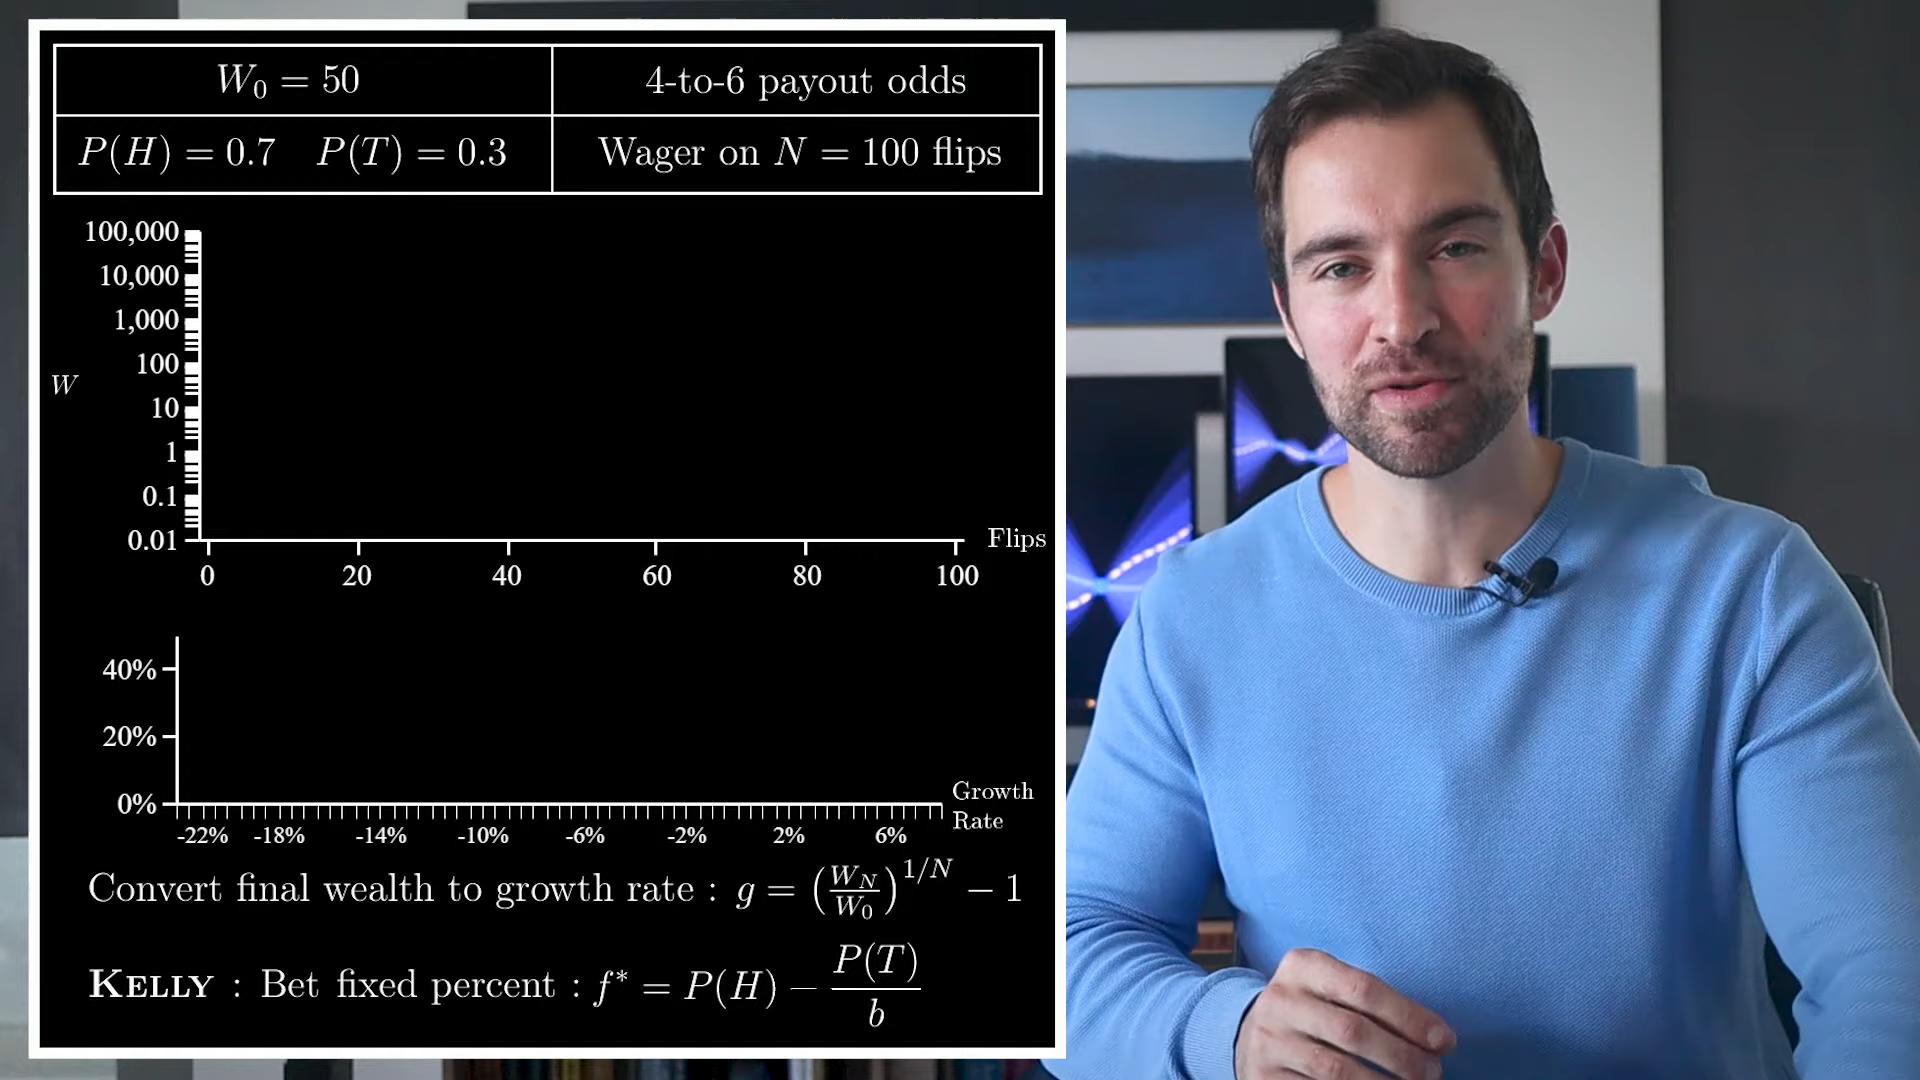 W₀ = 50
4-to-6 payout odds
P(H) = 0.7 P(T) = 0.3
Wager on N = 100 flips
100,000
10,000
1,000
100
10
1
0.1
0.01
W
0 20 40 60 80 100
Flips
40%
20%
0%
-22% -18% -14% -10% -6% -2% 2% 6%
Growth
Rate
Convert final wealth to growth rate : g = (W_N/W₀)^{1/N} − 1
KELLY : Bet fixed percent : f* = P(H) − P(T)/b